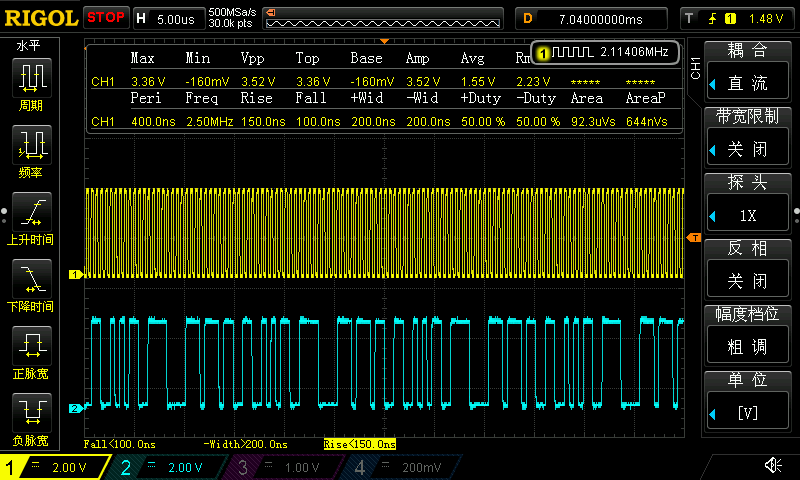 RIGOL STOP H 5.00us 500MSa/s 30.0k pts D 7.04000000ms T 1 1.48 V
水平
周期
频率
上升时间
下降时间
正脉宽
负脉宽
1 2.11406MHz
Max Min Vpp Top Base Amp Avg
CH1 3.36 V -160mV 3.52 V 3.36 V -160mV 3.52 V 1.55 V 2.23 V ***** *****
Peri Freq Rise Fall +Wid -Wid +Duty -Duty Area AreaP
CH1 400.0ns 2.50MHz 150.0ns 100.0ns 200.0ns 200.0ns 50.00 % 50.00 % 92.3uVs 644nVs
1
T
2
Fall<100.0ns -Width>200.0ns Rise<150.0ns
CH1
耦 合
直 流
带宽限制
关 闭
探 头
1X
反 相
关 闭
幅度档位
粗 调
单 位
[V]
1 2.00 V 2 2.00 V 3 1.00 V 4 200mV